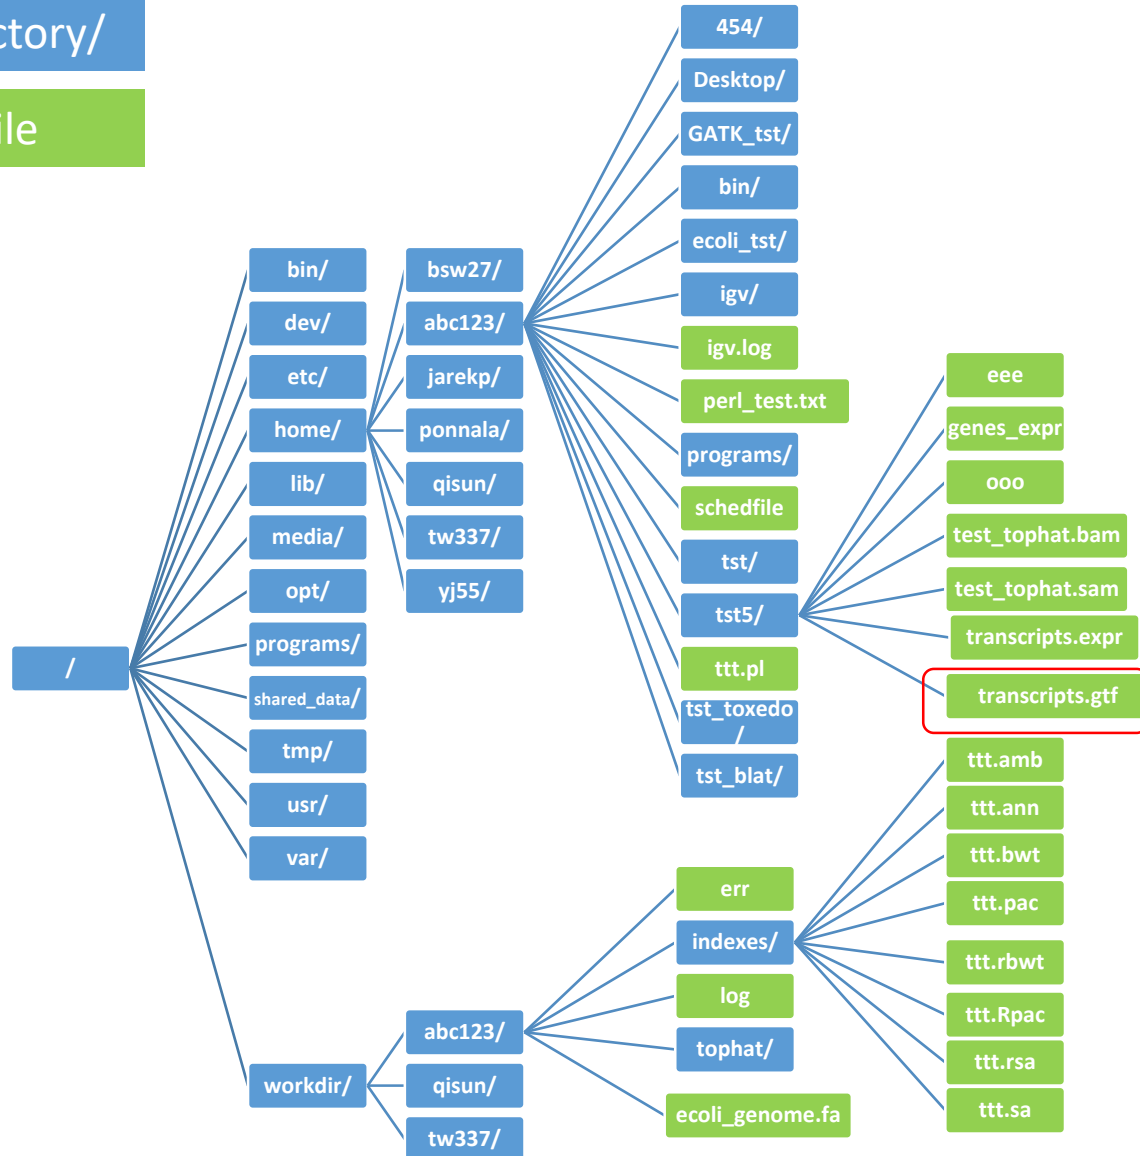 ctory/
ile
/
bin/
dev/
etc/
home/
lib/
media/
opt/
programs/
shared_data/
tmp/
usr/
var/
workdir/
bsw27/
abc123/
jarekp/
ponnala/
qisun/
tw337/
yj55/
454/
Desktop/
GATK_tst/
bin/
ecoli_tst/
igv/
igv.log
perl_test.txt
programs/
schedfile
tst/
tst5/
ttt.pl
tst_toxedo
/
tst_blat/
eee
genes_expr
ooo
test_tophat.bam
test_tophat.sam
transcripts.expr
transcripts.gtf
abc123/
qisun/
tw337/
err
indexes/
log
tophat/
ecoli_genome.fa
ttt.amb
ttt.ann
ttt.bwt
ttt.pac
ttt.rbwt
ttt.Rpac
ttt.rsa
ttt.sa